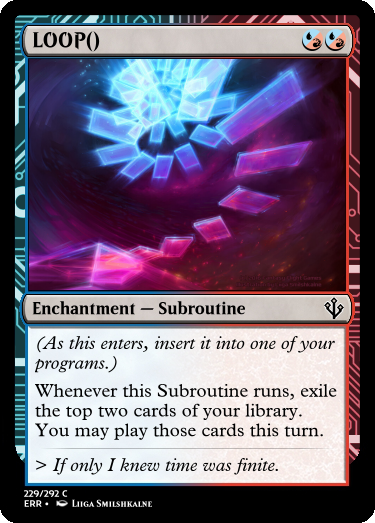 LOOP()
Enchantment — Subroutine
(As this enters, insert it into one of your
programs.)
Whenever this Subroutine runs, exile
the top two cards of your library.
You may play those cards this turn.
> If only I knew time was finite.
229/292 C
ERR • LIIGA SMILSHKALNE